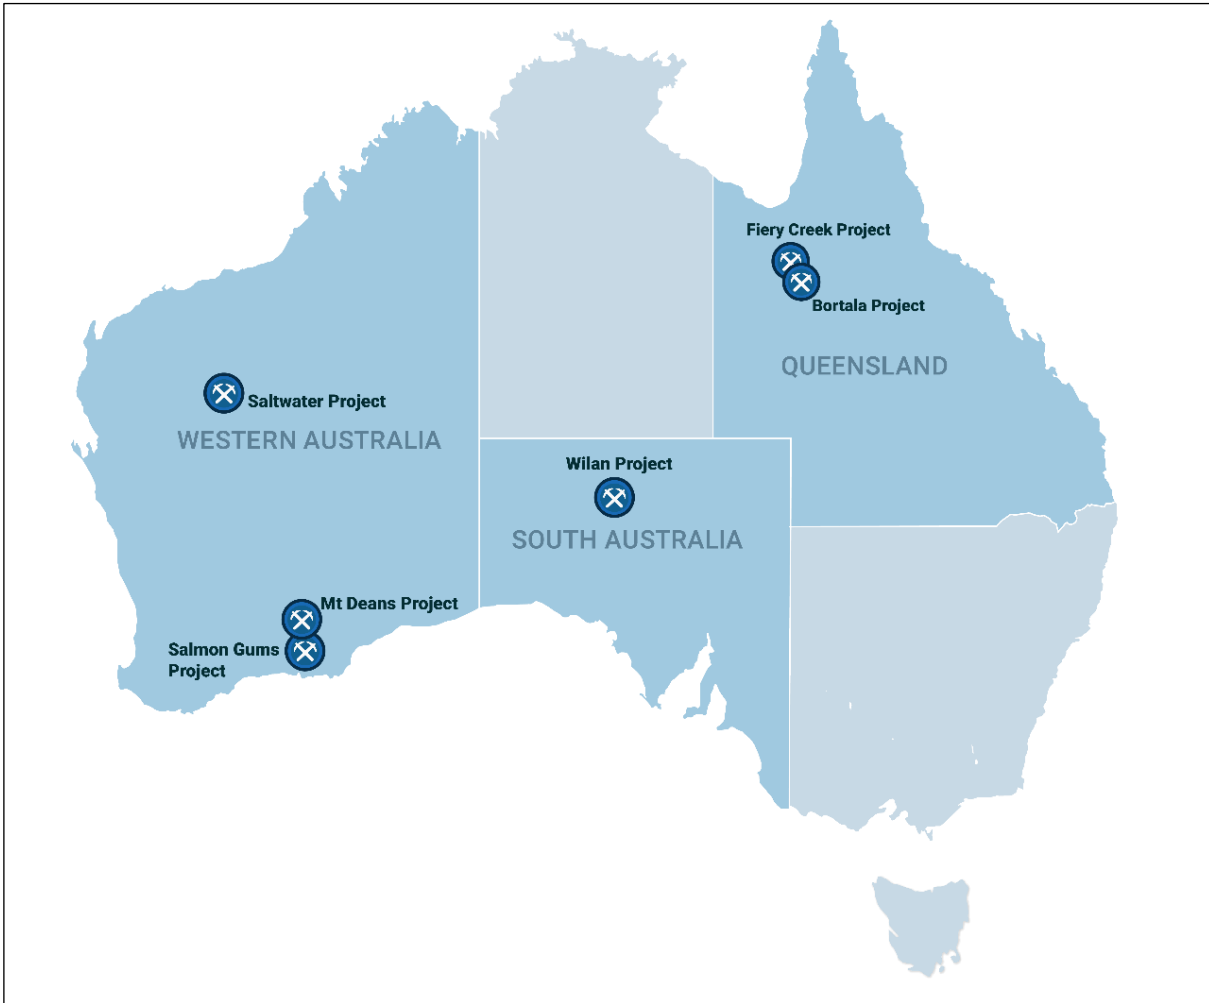 Fiery Creek Project
Bortala Project
QUEENSLAND
Saltwater Project
WESTERN AUSTRALIA
Wilan Project
SOUTH AUSTRALIA
Mt Deans Project
Salmon Gums
Project